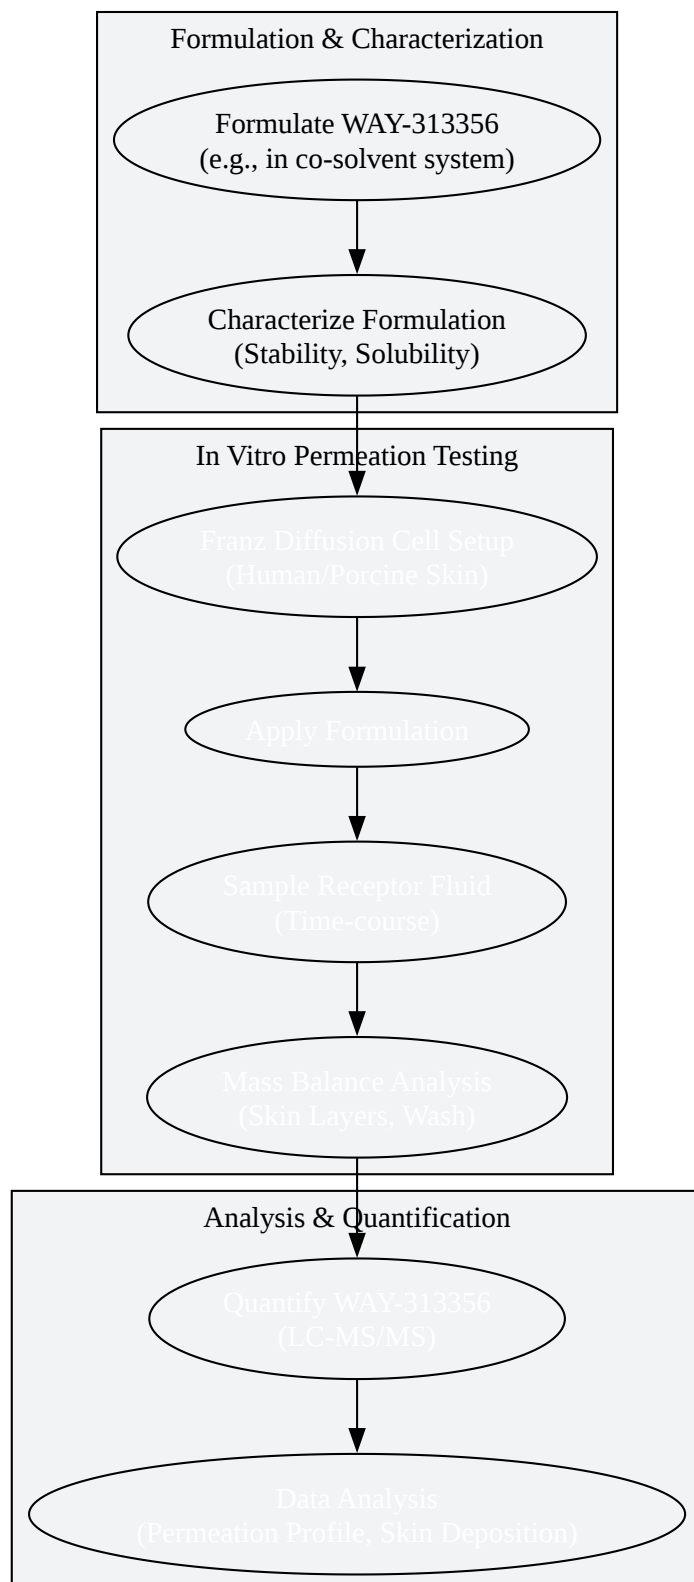 Formulation & Characterization
Formulate WAY-313356
(e.g., in co-solvent system)
Characterize Formulation
(Stability, Solubility)
In Vitro Permeation Testing
Franz Diffusion Cell Setup
(Human/Porcine Skin)
Apply Formulation
Sample Receptor Fluid
(Time-course)
Mass Balance Analysis
(Skin Layers, Wash)
Analysis & Quantification
Quantify WAY-313356
(LC-MS/MS)
Data Analysis
(Permeation Profile, Skin Deposition)